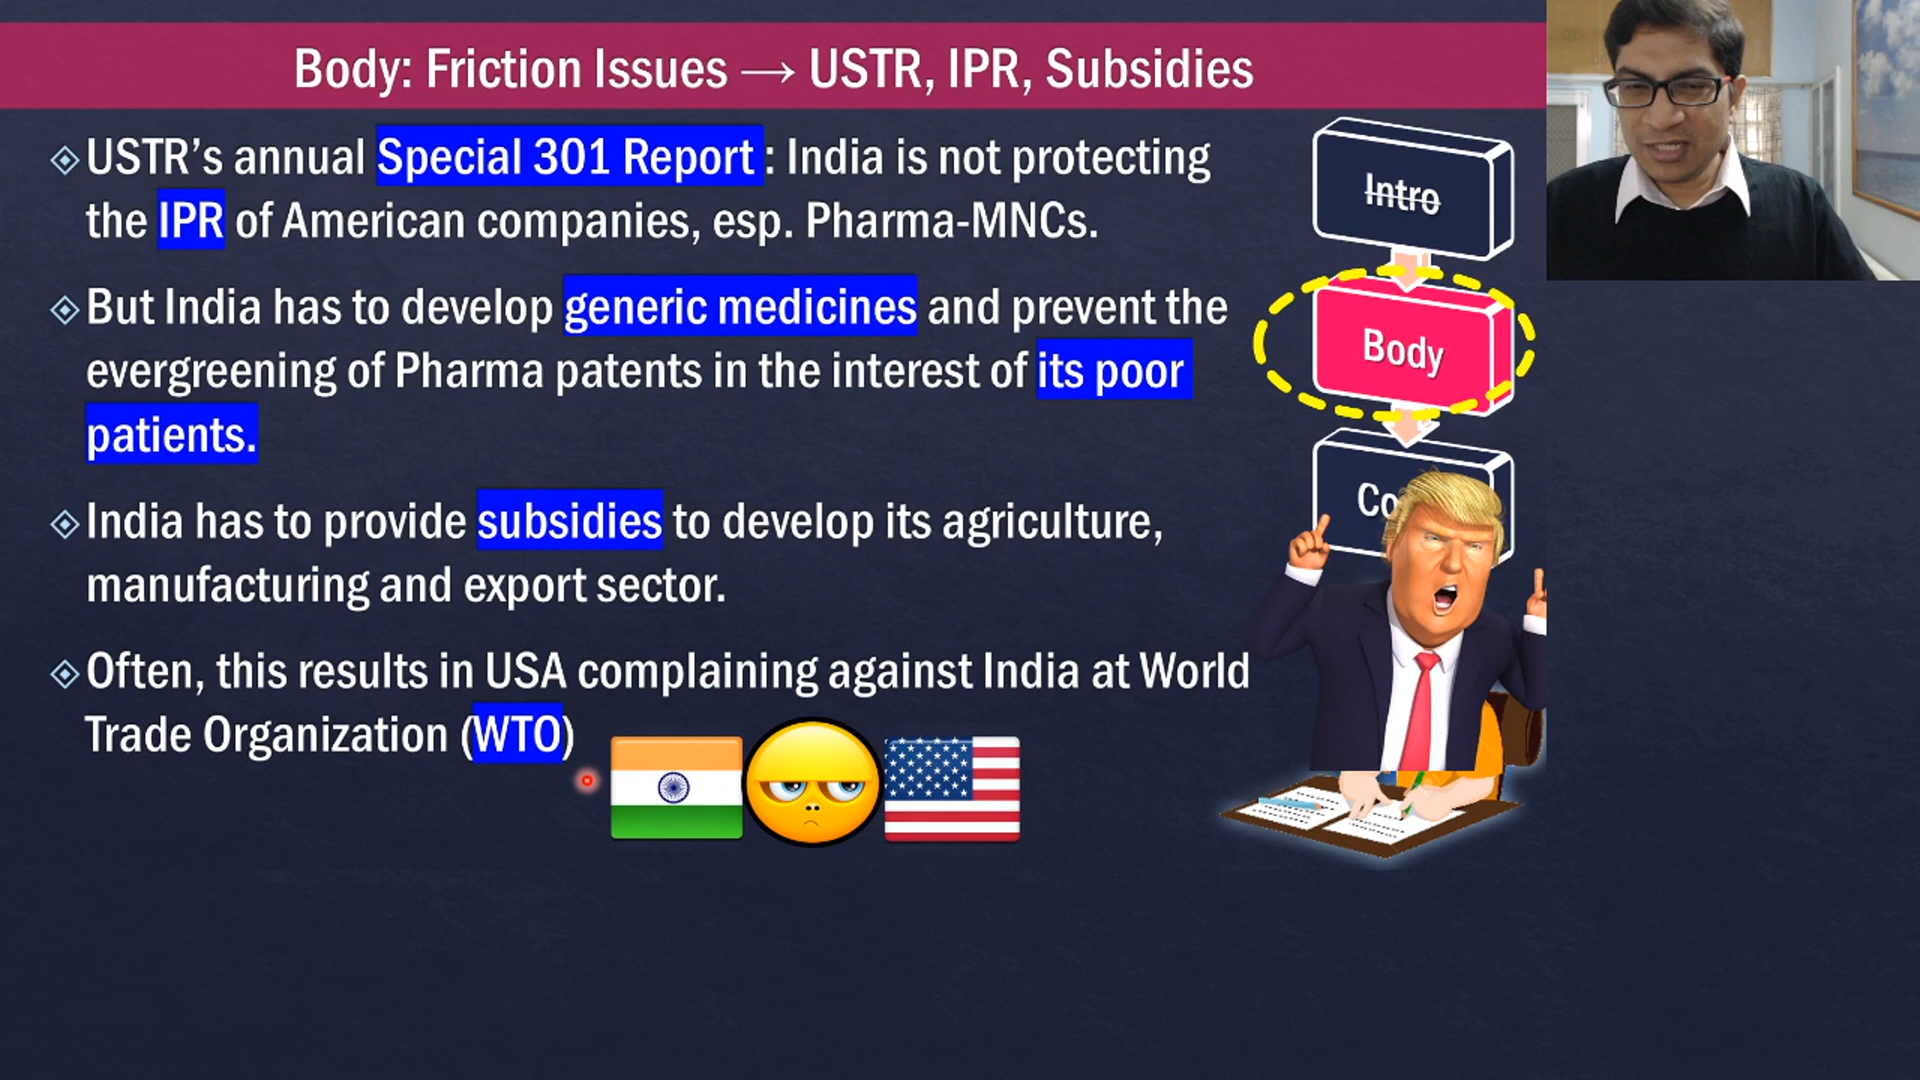 Body: Friction Issues → USTR, IPR, Subsidies
USTR's annual Special 301 Report : India is not protecting
the IPR of American companies, esp. Pharma-MNCs.
But India has to develop generic medicines and prevent the
evergreening of Pharma patents in the interest of its poor
patients.
India has to provide subsidies to develop its agriculture,
manufacturing and export sector.
Often, this results in USA complaining against India at World
Trade Organization (WTO)
Intro
Body